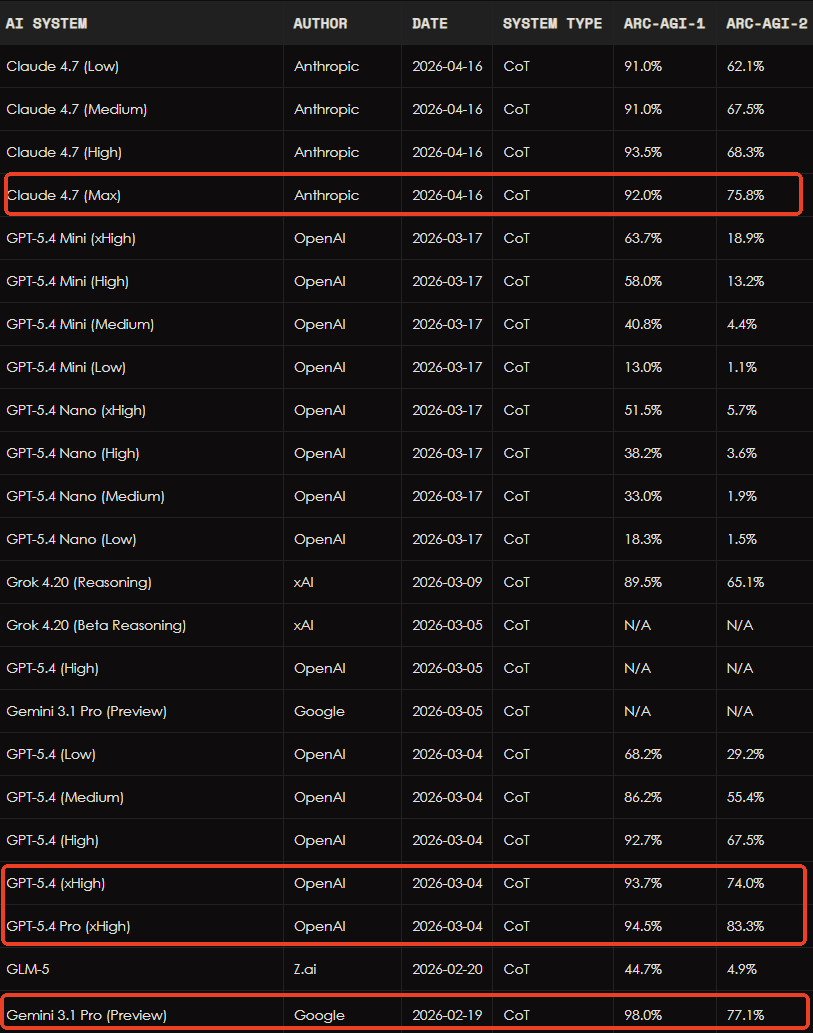 AI SYSTEM AUTHOR DATE SYSTEM TYPE ARC-AGI-1 ARC-AGI-2
Claude 4.7 (Low) Anthropic 2026-04-16 CoT 91.0% 62.1%
Claude 4.7 (Medium) Anthropic 2026-04-16 CoT 91.0% 67.5%
Claude 4.7 (High) Anthropic 2026-04-16 CoT 93.5% 68.3%
Claude 4.7 (Max) Anthropic 2026-04-16 CoT 92.0% 75.8%
GPT-5.4 Mini (xHigh) OpenAI 2026-03-17 CoT 63.7% 18.9%
GPT-5.4 Mini (High) OpenAI 2026-03-17 CoT 58.0% 13.2%
GPT-5.4 Mini (Medium) OpenAI 2026-03-17 CoT 40.8% 4.4%
GPT-5.4 Mini (Low) OpenAI 2026-03-17 CoT 13.0% 1.1%
GPT-5.4 Nano (xHigh) OpenAI 2026-03-17 CoT 51.5% 5.7%
GPT-5.4 Nano (High) OpenAI 2026-03-17 CoT 38.2% 3.6%
GPT-5.4 Nano (Medium) OpenAI 2026-03-17 CoT 33.0% 1.9%
GPT-5.4 Nano (Low) OpenAI 2026-03-17 CoT 18.3% 1.5%
Grok 4.20 (Reasoning) xAI 2026-03-09 CoT 89.5% 65.1%
Grok 4.20 (Beta Reasoning) xAI 2026-03-05 CoT N/A N/A
GPT-5.4 (High) OpenAI 2026-03-05 CoT N/A N/A
Gemini 3.1 Pro (Preview) Google 2026-03-05 CoT N/A N/A
GPT-5.4 (Low) OpenAI 2026-03-04 CoT 68.2% 29.2%
GPT-5.4 (Medium) OpenAI 2026-03-04 CoT 86.2% 55.4%
GPT-5.4 (High) OpenAI 2026-03-04 CoT 92.7% 67.5%
GPT-5.4 (xHigh) OpenAI 2026-03-04 CoT 93.7% 74.0%
GPT-5.4 Pro (xHigh) OpenAI 2026-03-04 CoT 94.5% 83.3%
GLM-5 Z.ai 2026-02-20 CoT 44.7% 4.9%
Gemini 3.1 Pro (Preview) Google 2026-02-19 CoT 98.0% 77.1%